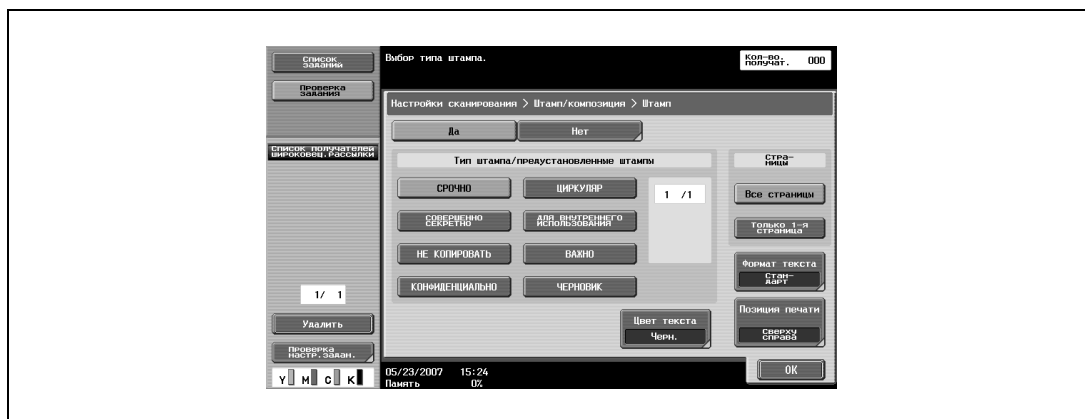 Список
заданий
Выбор типа штампа.
Кол-во.
получат.
000
Проверка
задания
Настройки сканирования > Штамп/композиция > Штамп
Да
Нет
Список получателей
широковещ.рассылки
Тип штампа/предустановленные штампы
Стра-
ницы
СРОЧНО
ЦИРКУЛЯР
1 /1
Все страницы
СОВЕРШЕННО
СЕКРЕТНО
ДЛЯ ВНУТРЕННЕГО
ИСПОЛЬЗОВАНИЯ
Только 1-я
страница
НЕ КОПИРОВАТЬ
ВАЖНО
Формат текста
Стан-
дарт
КОНФИДЕНЦИАЛЬНО
ЧЕРНОВИК
1/ 1
Позиция печати
Сверху
справа
Удалить
Цвет текста
Черн.
Проверка
настр.задан.
05/23/2007 15:24
Память 0%
OK
Y M C K